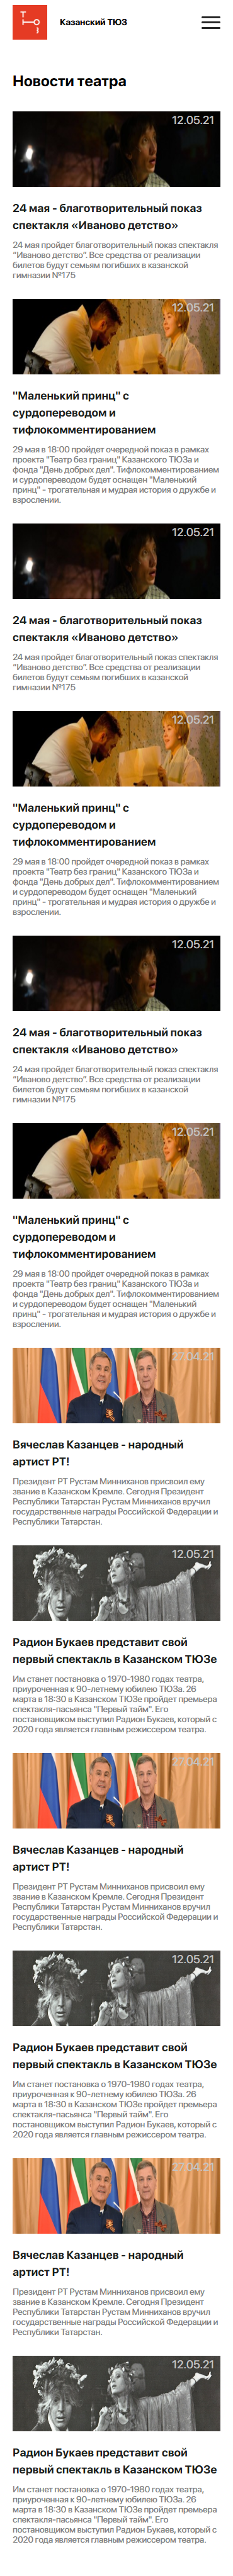 Казанский ТЮЗ
Новости театра
12.05.21
24 мая - благотворительный показ
спектакля «Иваново детство»
24 мая пройдет благотворительный показ спектакля
"Иваново детство". Все средства от реализации
билетов будут семьям погибших в казанской
гимназии №175
12.05.21
"Маленький принц" с
сурдопереводом и
тифлокомментированием
29 мая в 18:00 пройдет очередной показ в рамках
проекта "Театр без границ" Казанского ТЮЗа и
фонда "День добрых дел". Тифлокомментированием
и сурдопереводом будет оснащен "Маленький
принц" - трогательная и мудрая история о дружбе и
взрослении.
12.05.21
24 мая - благотворительный показ
спектакля «Иваново детство»
24 мая пройдет благотворительный показ спектакля
"Иваново детство". Все средства от реализации
билетов будут семьям погибших в казанской
гимназии №175
12.05.21
"Маленький принц" с
сурдопереводом и
тифлокомментированием
29 мая в 18:00 пройдет очередной показ в рамках
проекта "Театр без границ" Казанского ТЮЗа и
фонда "День добрых дел". Тифлокомментированием
и сурдопереводом будет оснащен "Маленький
принц" - трогательная и мудрая история о дружбе и
взрослении.
12.05.21
24 мая - благотворительный показ
спектакля «Иваново детство»
24 мая пройдет благотворительный показ спектакля
"Иваново детство". Все средства от реализации
билетов будут семьям погибших в казанской
гимназии №175
12.05.21
"Маленький принц" с
сурдопереводом и
тифлокомментированием
29 мая в 18:00 пройдет очередной показ в рамках
проекта "Театр без границ" Казанского ТЮЗа и
фонда "День добрых дел". Тифлокомментированием
и сурдопереводом будет оснащен "Маленький
принц" - трогательная и мудрая история о дружбе и
взрослении.
27.04.21
Вячеслав Казанцев - народный
артист РТ!
Президент РТ Рустам Минниханов присвоил ему
звание в Казанском Кремле. Сегодня Президент
Республики Татарстан Рустам Минниханов вручил
государственные награды Российской Федерации и
Республики Татарстан.
12.05.21
Радион Букаев представит свой
первый спектакль в Казанском ТЮЗе
Им станет постановка о 1970-1980 годах театра,
приуроченная к 90-летнему юбилею ТЮЗа. 26
марта в 18:30 в Казанском ТЮЗе пройдет премьера
спектакля-пасьянса "Первый тайм". Его
постановщиком выступил Радион Букаев, который с
2020 года является главным режиссером театра.
27.04.21
Вячеслав Казанцев - народный
артист РТ!
Президент РТ Рустам Минниханов присвоил ему
звание в Казанском Кремле. Сегодня Президент
Республики Татарстан Рустам Минниханов вручил
государственные награды Российской Федерации и
Республики Татарстан.
12.05.21
Радион Букаев представит свой
первый спектакль в Казанском ТЮЗе
Им станет постановка о 1970-1980 годах театра,
приуроченная к 90-летнему юбилею ТЮЗа. 26
марта в 18:30 в Казанском ТЮЗе пройдет премьера
спектакля-пасьянса "Первый тайм". Его
постановщиком выступил Радион Букаев, который с
2020 года является главным режиссером театра.
27.04.21
Вячеслав Казанцев - народный
артист РТ!
Президент РТ Рустам Минниханов присвоил ему
звание в Казанском Кремле. Сегодня Президент
Республики Татарстан Рустам Минниханов вручил
государственные награды Российской Федерации и
Республики Татарстан.
12.05.21
Радион Букаев представит свой
первый спектакль в Казанском ТЮЗе
Им станет постановка о 1970-1980 годах театра,
приуроченная к 90-летнему юбилею ТЮЗа. 26
марта в 18:30 в Казанском ТЮЗе пройдет премьера
спектакля-пасьянса "Первый тайм". Его
постановщиком выступил Радион Букаев, который с
2020 года является главным режиссером театра.